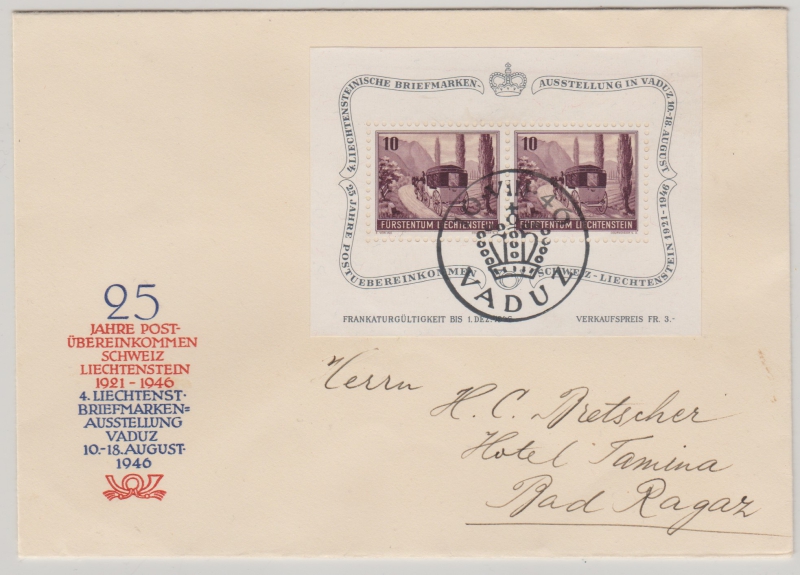 4. LIECHTENSTEINISCHE BRIEFMARKEN-
AUSSTELLUNG IN VADUZ 10-18. AUGUST
25 JAHRE POSTUEBEREINKOMMEN
SCHWEIZ-LIECHTENSTEIN 1921-1946
10
FÜRSTENTUM LIECHTENSTEIN
10
FÜRSTENTUM LIECHTENSTEIN
VADUZ
FRANKATURGÜLTIGKEIT BIS 1. DEZ.
VERKAUFSPREIS FR. 3.-
25
JAHRE POST-
ÜBEREINKOMMEN
SCHWEIZ
LIECHTENSTEIN
1921-1946
4. LIECHTENST.
BRIEFMARKEN=
AUSSTELLUNG
VADUZ
10.-18. AUGUST.
1946
Herrn
H. C. Bretscher
Hotel Tamina
Bad Ragaz